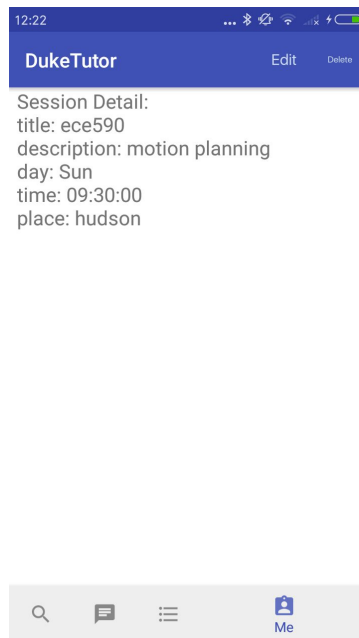 12:22
DukeTutor Edit Delete
Session Detail:
title: ece590
description: motion planning
day: Sun
time: 09:30:00
place: hudson
Me